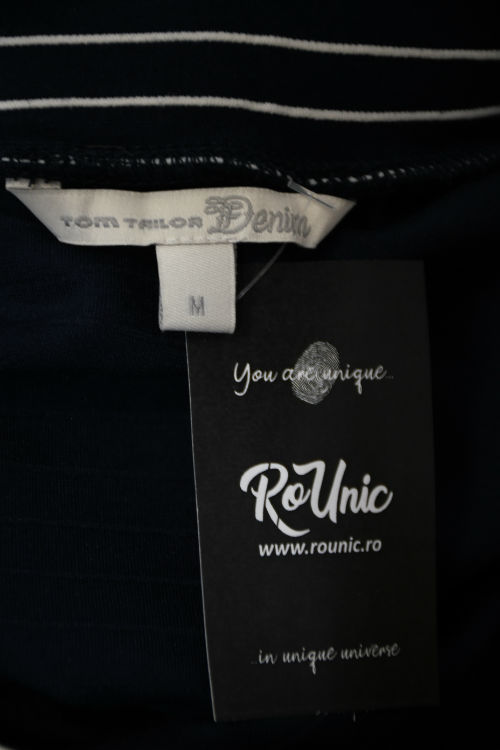 TOM TAILOR Denim
M
You are unique...
RoUnic
www.rounic.ro
..in unique universe